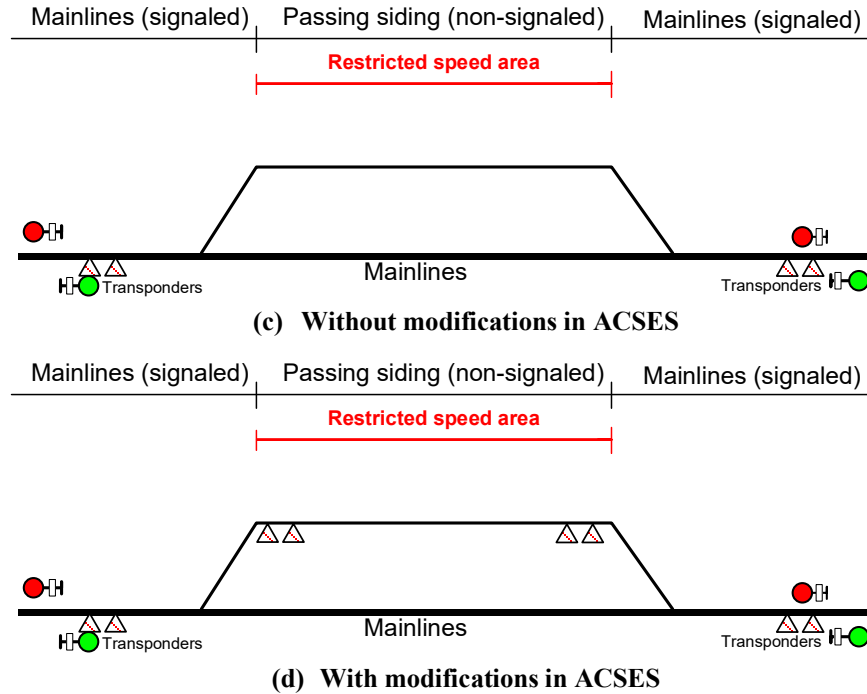 Mainlines (signaled) Passing siding (non-signaled) Mainlines (signaled)
Restricted speed area
Mainlines
Transponders Transponders
(c) Without modifications in ACSES
Mainlines (signaled) Passing siding (non-signaled) Mainlines (signaled)
Restricted speed area
Mainlines
Transponders Transponders
(d) With modifications in ACSES